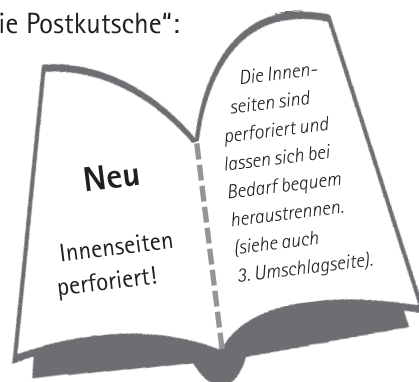 ie Postkutsche“:
Neu
Innenseiten
perforiert!
Die Innen-
seiten sind
perforiert und
lassen sich bei
Bedarf bequem
heraustrennen.
(siehe auch
3. Umschlagseite).